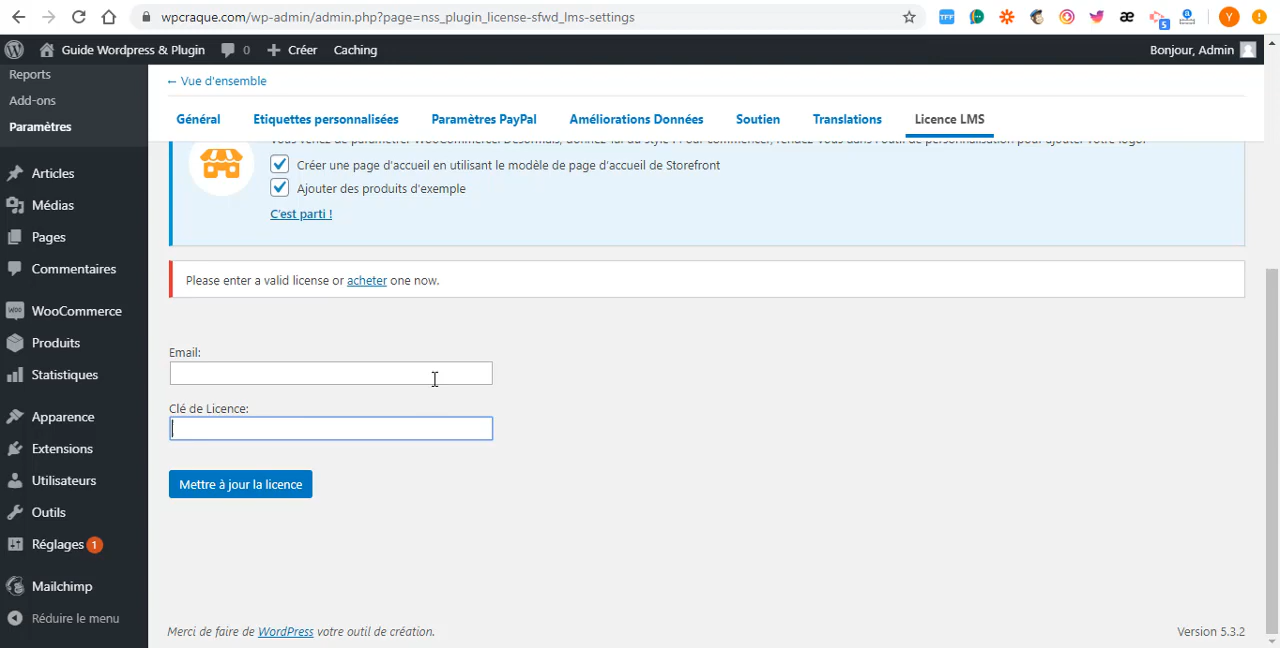 wpcraque.com/wp-admin/admin.php?page=nss_plugin_license-sfwd_lms-settings
TFF
æ
5
Y
Guide Wordpress & Plugin
0
Créer
Caching
Bonjour, Admin
Reports
Add-ons
Paramètres
Articles
Médias
Pages
Commentaires
woo
WooCommerce
Produits
Statistiques
Apparence
Extensions
Utilisateurs
Outils
Réglages 1
Mailchimp
Réduire le menu
← Vue d'ensemble
Général
Etiquettes personnalisées
Paramètres PayPal
Améliorations Données
Soutien
Translations
Licence LMS
Vous venez de paramétrer WooCommerce. Désormais, donnez-lui du style ! Pour commencer, rendez-vous dans l'outil de personnalisation pour ajouter votre logo.
Créer une page d'accueil en utilisant le modèle de page d'accueil de Storefront
Ajouter des produits d'exemple
C'est parti !
Please enter a valid license or acheter one now.
Email:
Clé de Licence:
Mettre à jour la licence
Merci de faire de WordPress votre outil de création.
Version 5.3.2